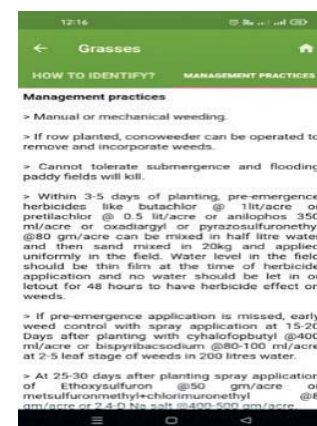 12:16
Grasses
HOW TO IDENTIFY?
MANAGEMENT PRACTICES
Management practices
> Manual or mechanical weeding.
> If row planted, conoweeder can be operated to
remove and incorporate weeds.
> Cannot tolerate submergence and flooding
paddy fields will kill.
> Within 3-5 days of planting, pre-emergence
herbicides like butachlor @ 1lit/acre or
pretilachlor @ 0.5 lit/acre or anilophos 350
ml/acre or oxadiargyl or pyrazosulfuronethy
@80 gm/acre can be mixed in half litre water
and then sand mixed in 20kg and applied
uniformly in the field. Water level in the field
should be thin film at the time of herbicide
application and no water should be let in or
letout for 48 hours to have herbicide effect on
weeds.
> If pre-emergence application is missed, early
weed control with spray application at 15-20
Days after planting with cyhalofopbutyl @400
ml/acre or bispyribacsodium @80-100 ml/acre
at 2-5 leaf stage of weeds in 200 litres water.
> At 25-30 days after planting spray application
of Ethoxysulfuron @50 gm/acre or
metsulfuronmethyl+chlorimuronethyl @8
gm/acre or 2,4-D Na salt @400-500 gm/acre.